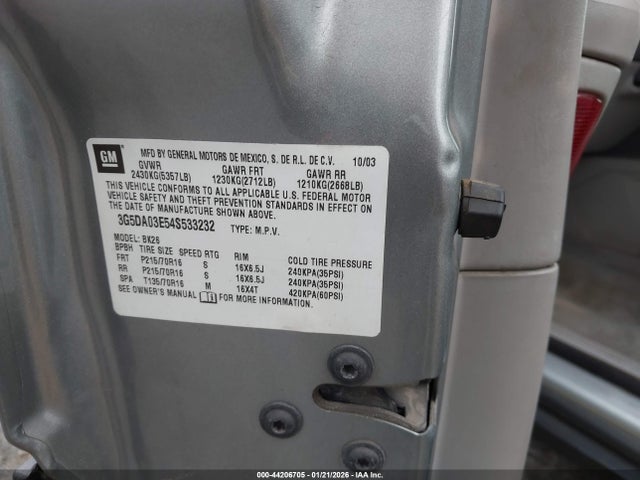 GM
MFD BY GENERAL MOTORS DE MEXICO, S. DE R.L. DE C.V. 10/03
GVWR GAWR FRT GAWR RR
2430KG(5357LB) 1230KG(2712LB) 1210KG(2668LB)
THIS VEHICLE CONFORMS TO ALL APPLICABLE U.S. FEDERAL MOTOR
VEHICLE SAFETY AND THEFT PREVENTION STANDARDS IN EFFECT ON
THE DATE OF MANUFACTURE SHOWN ABOVE.
3G5DA03E54S533232 TYPE: M.P.V.
MODEL: BK26
BPBH TIRE SIZE SPEED RTG RIM COLD TIRE PRESSURE
FRT P215/70R16 S 16X6.5J 240KPA(35PSI)
RR P215/70R16 S 16X6.5J 240KPA(35PSI)
SPA T135/70R16 M 16X4T 420KPA(60PSI)
SEE OWNER'S MANUAL FOR MORE INFORMATION.
000-44206705 - 01/21/2026 - IAA Inc.